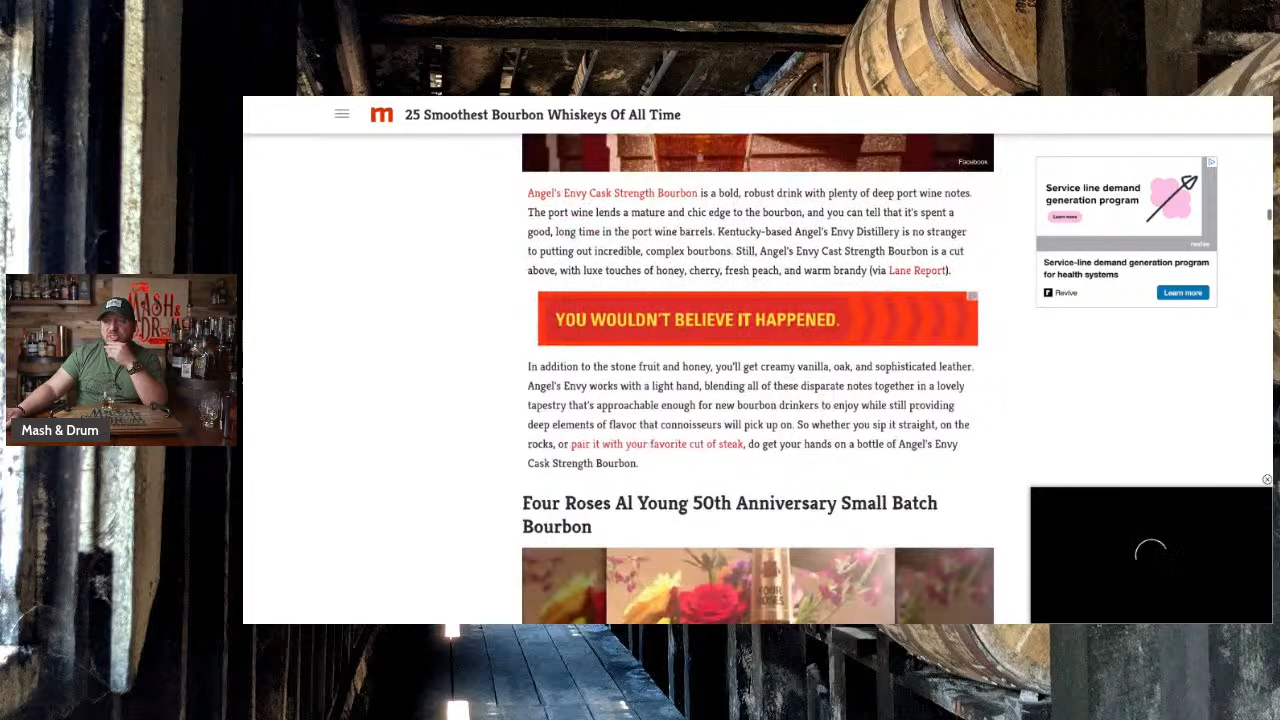 m 25 Smoothest Bourbon Whiskeys Of All Time
Facebook
Angel's Envy Cask Strength Bourbon is a bold, robust drink with plenty of deep port wine notes.
The port wine lends a mature and chic edge to the bourbon, and you can tell that it's spent a
good, long time in the port wine barrels. Kentucky-based Angel's Envy Distillery is no stranger
to putting out incredible, complex bourbons. Still, Angel's Envy Cast Strength Bourbon is a cut
above, with luxe touches of honey, cherry, fresh peach, and warm brandy (via Lane Report).
YOU WOULDN'T BELIEVE IT HAPPENED.
In addition to the stone fruit and honey, you'll get creamy vanilla, oak, and sophisticated leather.
Angel's Envy works with a light hand, blending all of these disparate notes together in a lovely
tapestry that's approachable enough for new bourbon drinkers to enjoy while still providing
deep elements of flavor that connoisseurs will pick up on. So whether you sip it straight, on the
rocks, or pair it with your favorite cut of steak, do get your hands on a bottle of Angel's Envy
Cask Strength Bourbon.
Four Roses Al Young 50th Anniversary Small Batch
Bourbon
FOUR
ROSES
Service line demand
generation program
Learn more
revive
Service-line demand generation program
for health systems
Revive
Learn more
The
MASH &
DRUM
Mash & Drum